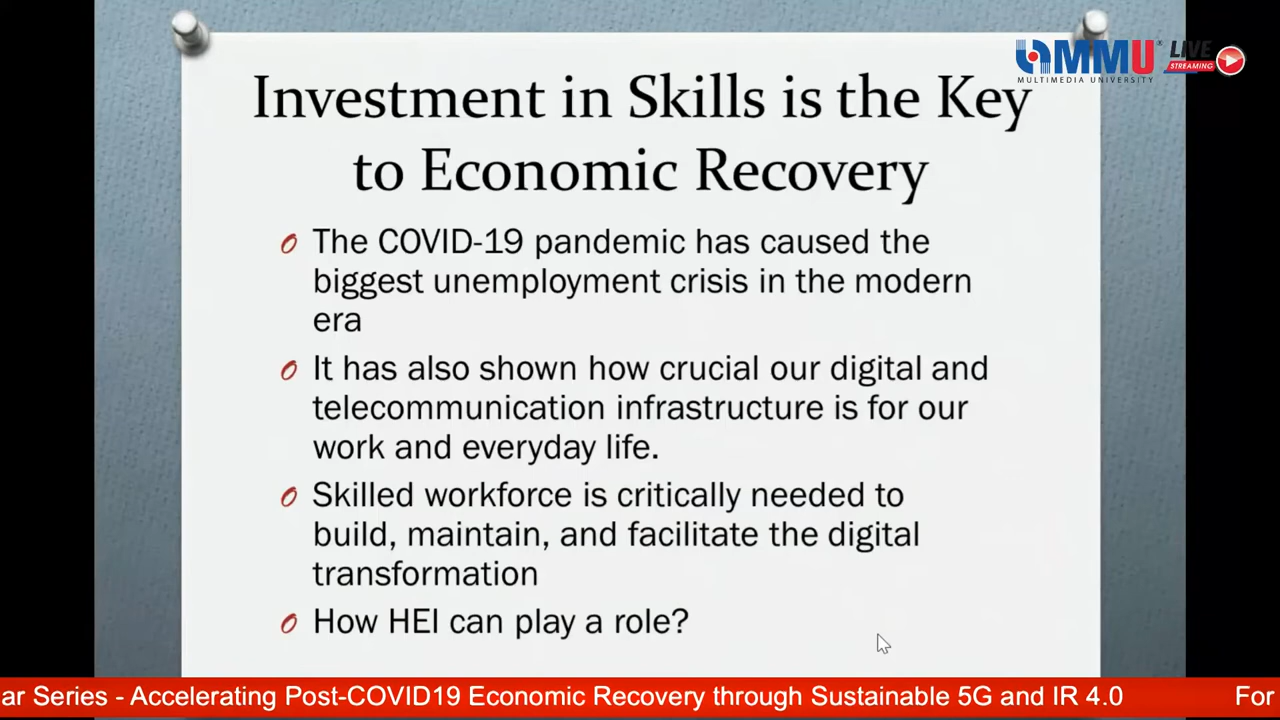 MMU LIVE
MULTIMEDIA UNIVERSITY STREAMING
Investment in Skills is the Key
to Economic Recovery
The COVID-19 pandemic has caused the
biggest unemployment crisis in the modern
era
It has also shown how crucial our digital and
telecommunication infrastructure is for our
work and everyday life.
Skilled workforce is critically needed to
build, maintain, and facilitate the digital
transformation
How HEI can play a role?
ar Series - Accelerating Post-COVID19 Economic Recovery through Sustainable 5G and IR 4.0 For